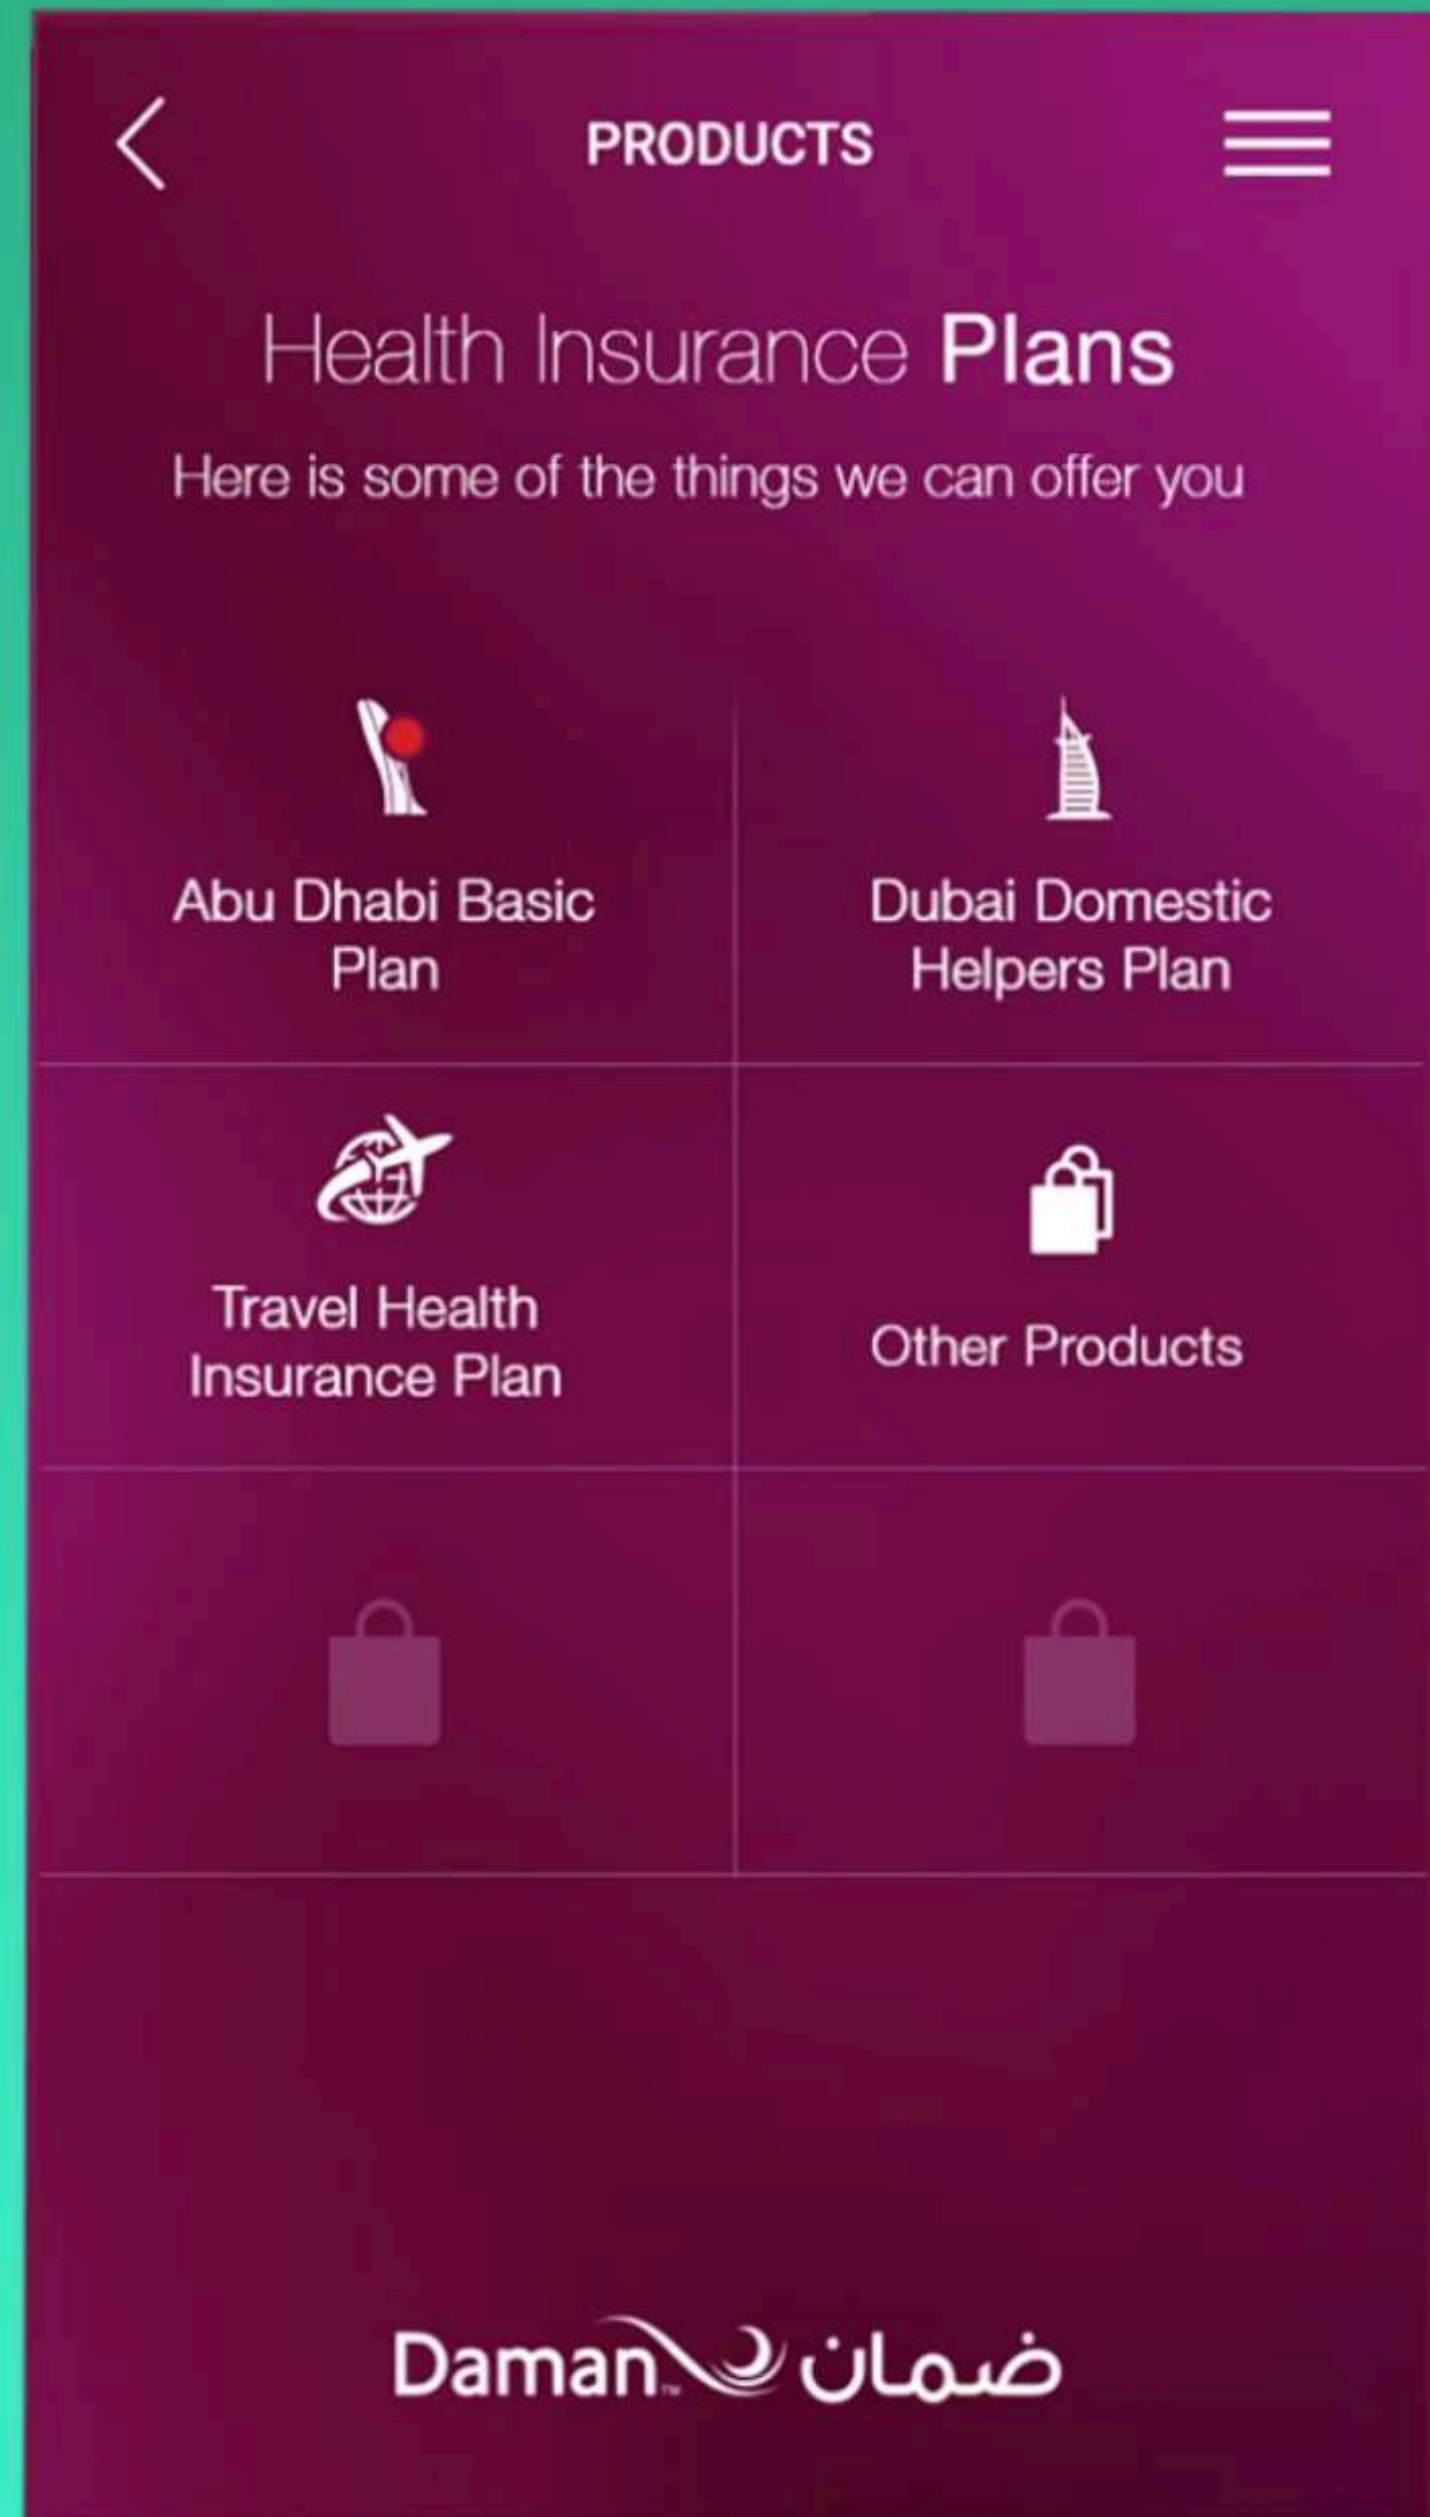 PRODUCTS
Health Insurance Plans
Here is some of the things we can offer you
Abu Dhabi Basic
Plan
Dubai Domestic
Helpers Plan
Travel Health
Insurance Plan
Other Products
Daman™ ضمان